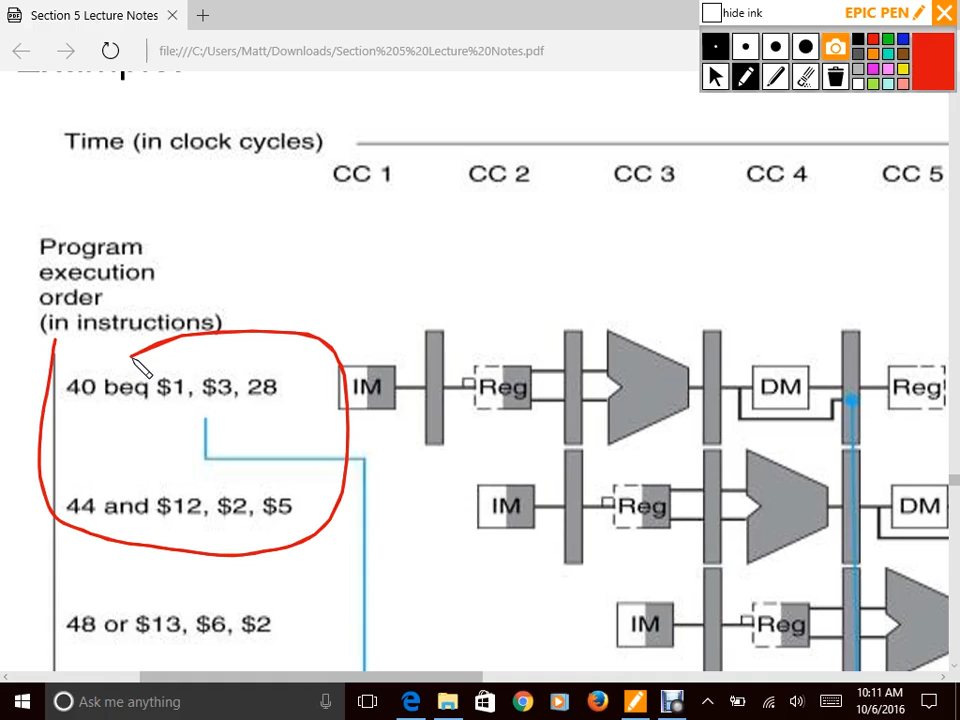 Section 5 Lecture Notes
hide ink
EPIC PEN
file:///C:/Users/Matt/Downloads/Section%205%20Lecture%20Notes.pdf
Time (in clock cycles)
CC 1 CC 2 CC 3 CC 4 CC 5
Program
execution
order
(in instructions)
40 beq $1, $3, 28 IM Reg DM Reg
44 and $12, $2, $5 IM Reg DM
48 or $13, $6, $2 IM Reg
Ask me anything
10:11 AM
10/6/2016